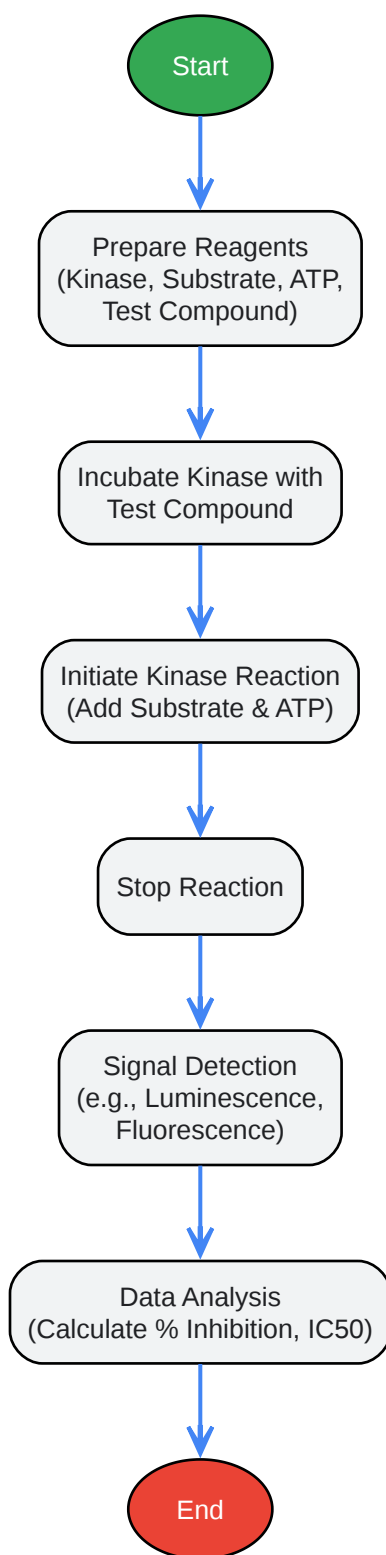 Start
Prepare Reagents
(Kinase, Substrate, ATP,
Test Compound)
Incubate Kinase with
Test Compound
Initiate Kinase Reaction
(Add Substrate & ATP)
Stop Reaction
Signal Detection
(e.g., Luminescence,
Fluorescence)
Data Analysis
(Calculate % Inhibition, IC50)
End